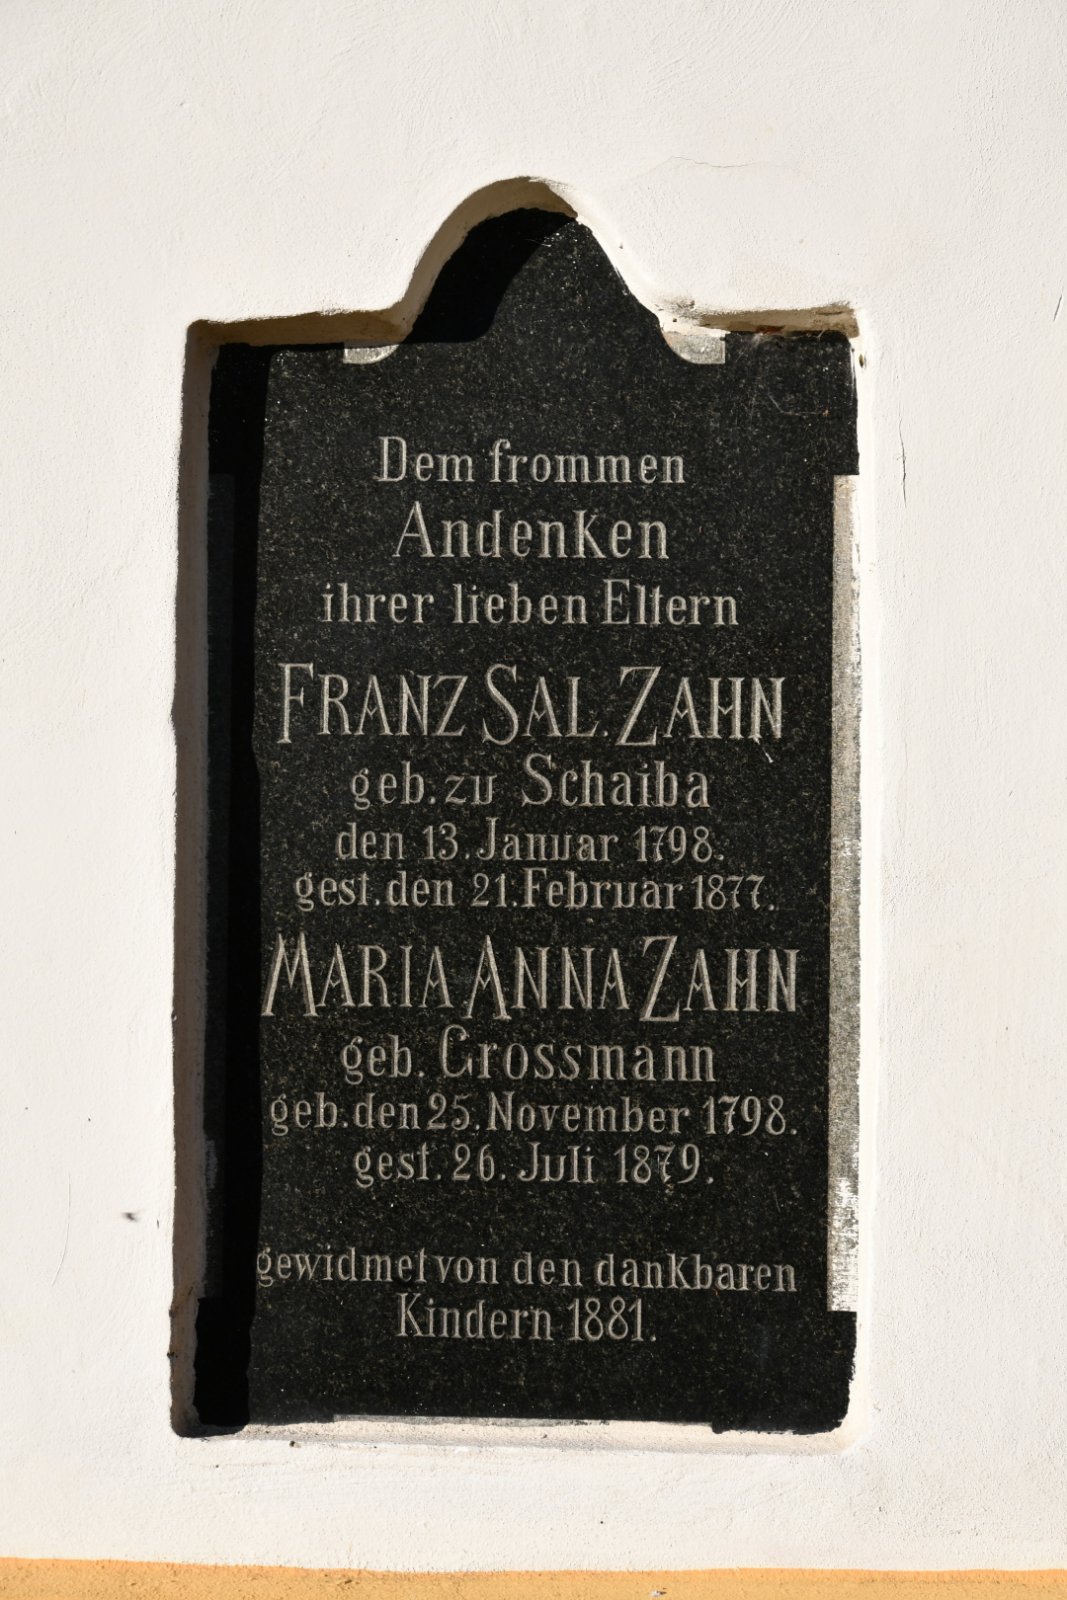 Dem frommen
Andenken
ihrer lieben Eltern
FRANZ SAL. ZAHN
geb. zu Schaiba
den 13. Januar 1798.
gest. den 21. Februar 1877.
MARIA ANNA ZAHN
geb. Grossmann
geb. den 25. November 1798.
gest. 26. Juli 1879.
gewidmet von den dankbaren
Kindern 1881.